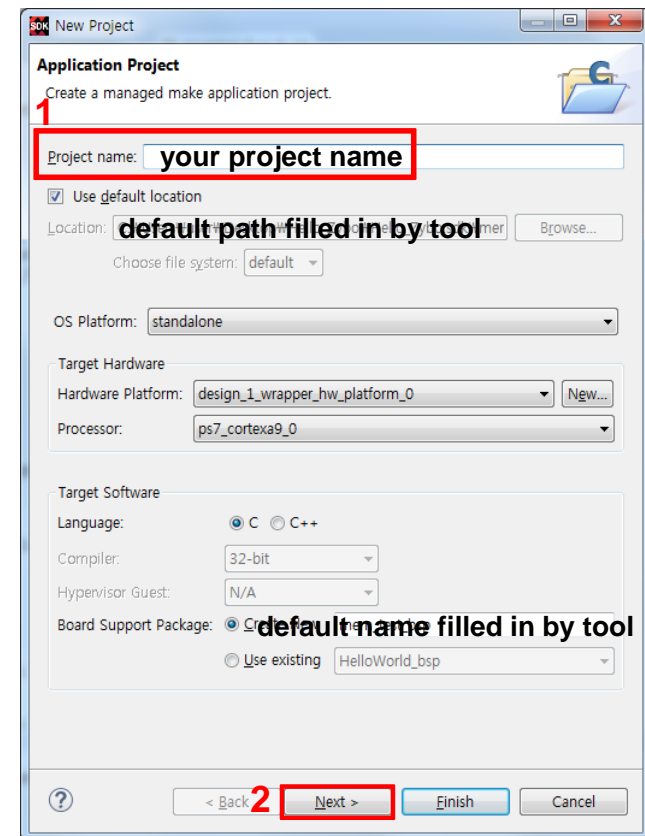 SDK New Project
Application Project
Create a managed make application project.
1
Project name: your project name
Use default location
Location: default path filled in by tool Browse...
Choose file system: default
OS Platform: standalone
Target Hardware
Hardware Platform: design_1_wrapper_hw_platform_0 New...
Processor: ps7_cortexa9_0
Target Software
Language: C C++
Compiler: 32-bit
Hypervisor Guest: N/A
Board Support Package: Create New default name filled in by tool
Use existing HelloWorld_bsp
? < Back 2 Next > Finish Cancel